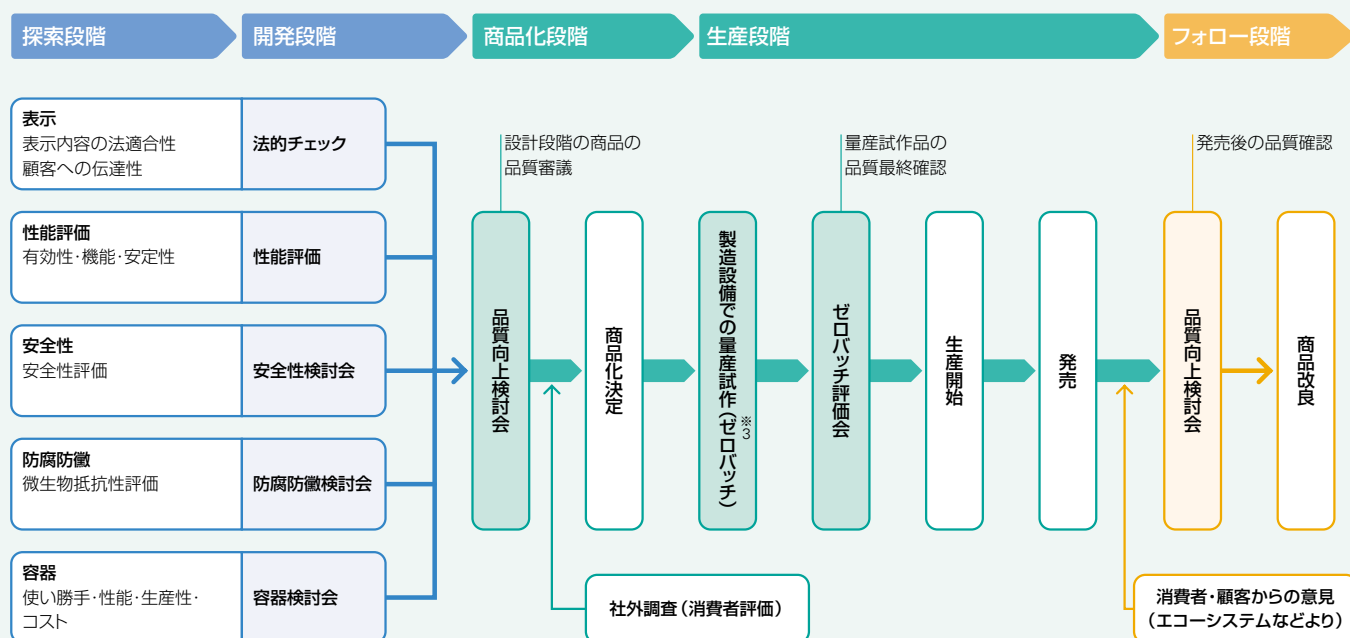 探索段階
開発段階
商品化段階
生産段階
フォロー段階
表示
表示内容の法適合性
顧客への伝達性
法的チェック
性能評価
有効性・機能・安定性
性能評価
安全性
安全性評価
安全性検討会
防腐防黴
微生物抵抗性評価
防腐防黴検討会
容器
使い勝手・性能・生産性・
コスト
容器検討会
設計段階の商品の
品質審議
品質向上検討会
商品化決定
社外調査（消費者評価）
製造設備での量産試作（ゼロバッチ）
※3
量産試作品の
品質最終確認
ゼロバッチ評価会
生産開始
発売
発売後の品質確認
品質向上検討会
商品改良
消費者・顧客からの意見
（エコーシステムなどより）